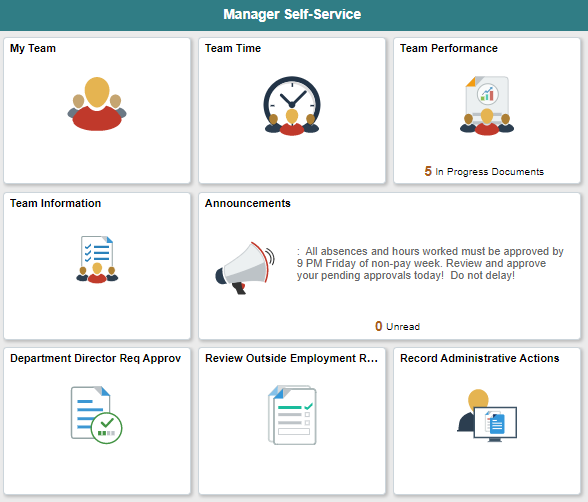 Manager Self-Service
My Team
Team Time
Team Performance
5 In Progress Documents
Team Information
Announcements
:  All absences and hours worked must be approved by
9 PM Friday of non-pay week. Review and approve
your pending approvals today!  Do not delay!
0 Unread
Department Director Req Approv
Review Outside Employment R...
Record Administrative Actions